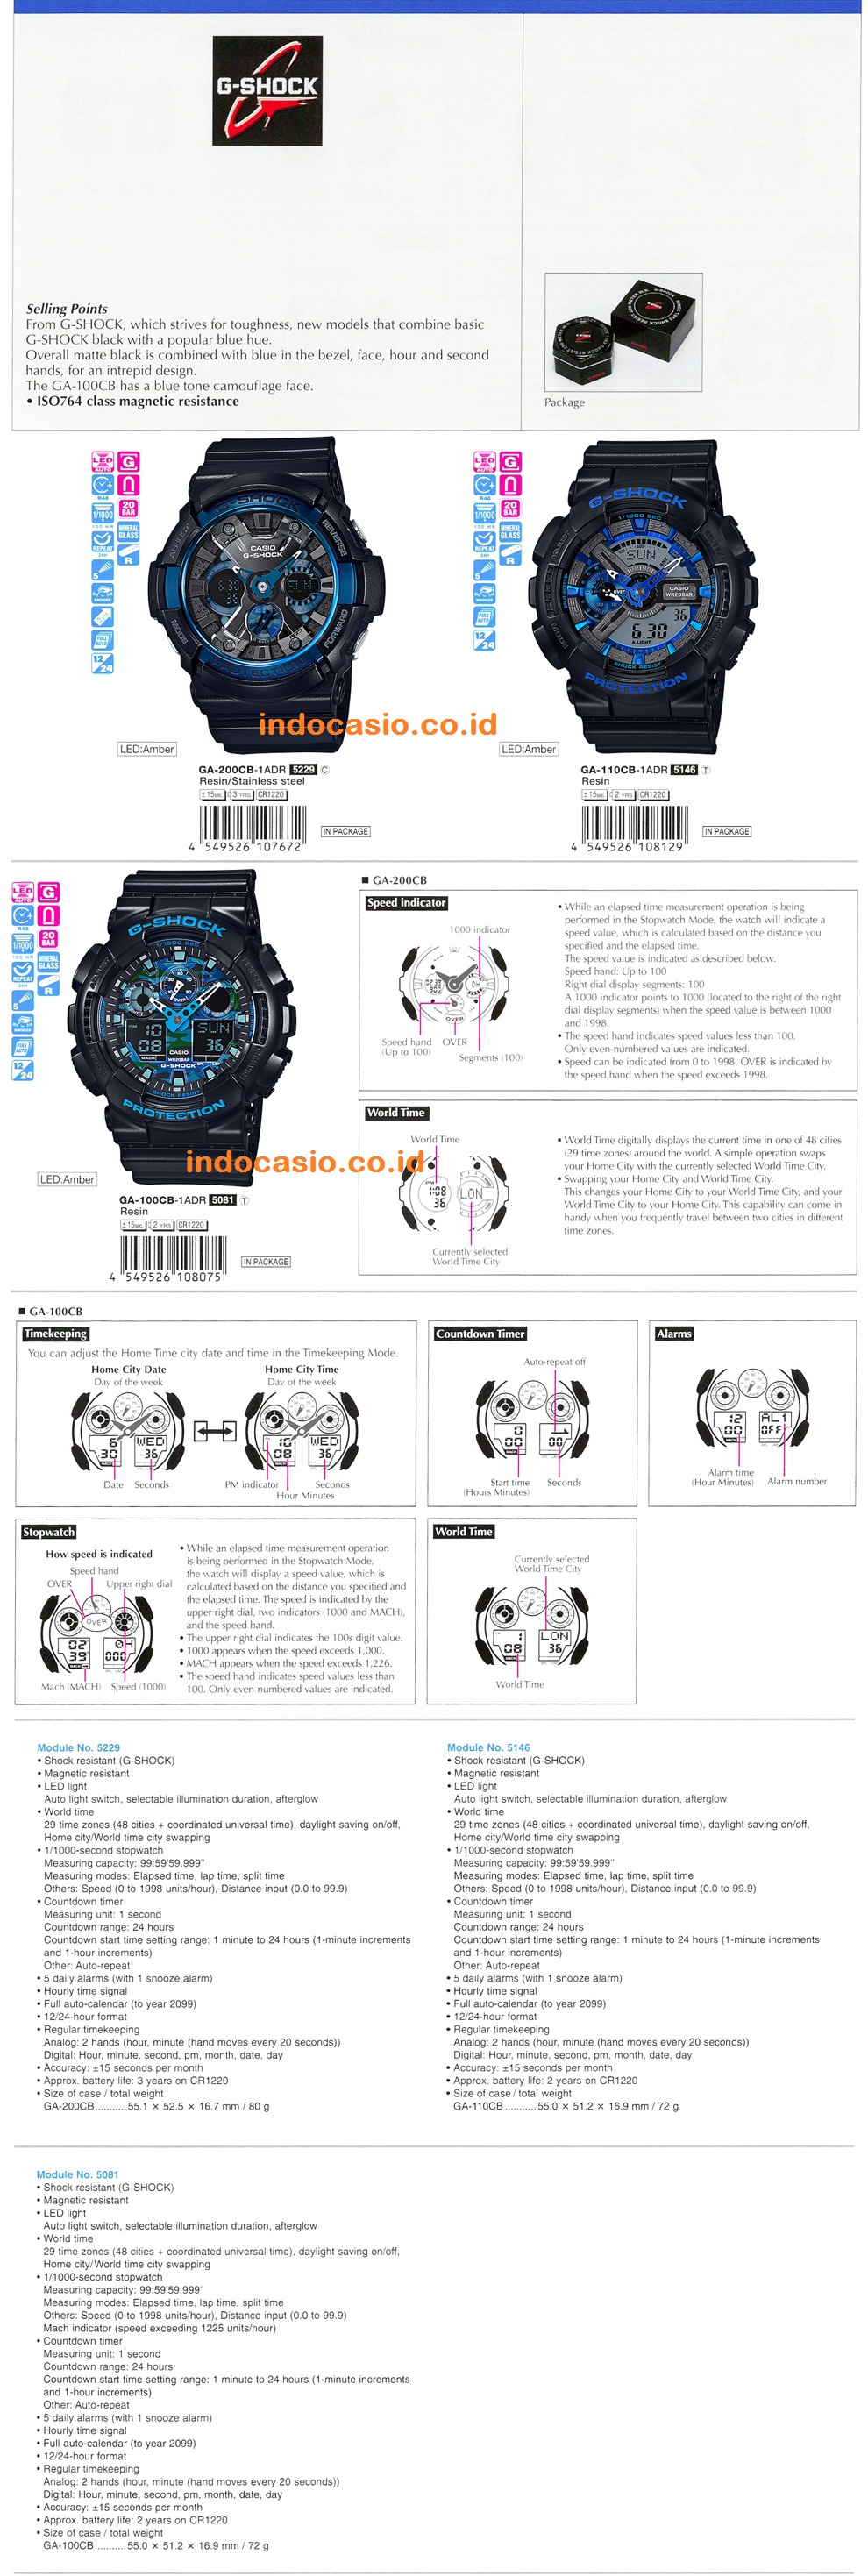 G-SHOCK
Selling Points
From G-SHOCK, which strives for toughness, new models that combine basic
G-SHOCK black with a popular blue hue.
Overall matte black is combined with blue in the bezel, face, hour and second
hands, for an intrepid design.
The GA-100CB has a blue tone camouflage face.
• ISO764 class magnetic resistance
Package
indocasio.co.id
LED:Amber
GA-200CB-1ADR 5229 C
Resin/Stainless steel
±15sec. 3 YRS CR1220
4 549526 107672
IN PACKAGE
LED:Amber
GA-110CB-1ADR 5146 T
Resin
±15sec. 2 YRS CR1220
4 549526 108129
IN PACKAGE
indocasio.co.id
LED:Amber
GA-100CB-1ADR 5081 T
Resin
±15sec. 2 YRS CR1220
4 549526 108075
IN PACKAGE
■ GA-200CB
Speed indicator
1000 indicator
Speed hand
(Up to 100)
OVER
Segments (100)
• While an elapsed time measurement operation is being
performed in the Stopwatch Mode, the watch will indicate a
speed value, which is calculated based on the distance you
specified and the elapsed time.
The speed value is indicated as described below.
Speed hand: Up to 100
Right dial display segments: 100
A 1000 indicator points to 1000 (located to the right of the right
dial display segments) when the speed value is between 1000
and 1998.
• The speed hand indicates speed values less than 100.
Only even-numbered values are indicated.
• Speed can be indicated from 0 to 1998. OVER is indicated by
the speed hand when the speed exceeds 1998.
World Time
World Time
Currently selected
World Time City
• World Time digitally displays the current time in one of 48 cities
(29 time zones) around the world. A simple operation swaps
your Home City with the currently selected World Time City.
• Swapping your Home City and World Time City.
This changes your Home City to your World Time City, and your
World Time City to your Home City. This capability can come in
handy when you frequently travel between two cities in different
time zones.
■ GA-100CB
Timekeeping
You can adjust the Home Time city date and time in the Timekeeping Mode.
Home City Date
Day of the week
Date Seconds
Home City Time
Day of the week
PM indicator
Hour Minutes
Seconds
Countdown Timer
Auto-repeat off
Start time
(Hours Minutes)
Seconds
Alarms
Alarm time
(Hour Minutes)
Alarm number
Stopwatch
How speed is indicated
Speed hand
OVER Upper right dial
Mach (MACH) Speed (1000)
• While an elapsed time measurement operation
is being performed in the Stopwatch Mode,
the watch will display a speed value, which is
calculated based on the distance you specified and
the elapsed time. The speed is indicated by the
upper right dial, two indicators (1000 and MACH),
and the speed hand.
• The upper right dial indicates the 100s digit value.
• 1000 appears when the speed exceeds 1,000.
• MACH appears when the speed exceeds 1,226.
• The speed hand indicates speed values less than
100. Only even-numbered values are indicated.
World Time
Currently selected
World Time City
World Time
Module No. 5229
• Shock resistant (G-SHOCK)
• Magnetic resistant
• LED light
Auto light switch, selectable illumination duration, afterglow
• World time
29 time zones (48 cities + coordinated universal time), daylight saving on/off,
Home city/World time city swapping
• 1/1000-second stopwatch
Measuring capacity: 99:59'59.999"
Measuring modes: Elapsed time, lap time, split time
Others: Speed (0 to 1998 units/hour), Distance input (0.0 to 99.9)
• Countdown timer
Measuring unit: 1 second
Countdown range: 24 hours
Countdown start time setting range: 1 minute to 24 hours (1-minute increments
and 1-hour increments)
Other: Auto-repeat
• 5 daily alarms (with 1 snooze alarm)
• Hourly time signal
• Full auto-calendar (to year 2099)
• 12/24-hour format
• Regular timekeeping
Analog: 2 hands (hour, minute (hand moves every 20 seconds))
Digital: Hour, minute, second, pm, month, date, day
• Accuracy: ±15 seconds per month
• Approx. battery life: 3 years on CR1220
• Size of case / total weight
GA-200CB...........55.1 × 52.5 × 16.7 mm / 80 g
Module No. 5146
• Shock resistant (G-SHOCK)
• Magnetic resistant
• LED light
Auto light switch, selectable illumination duration, afterglow
• World time
29 time zones (48 cities + coordinated universal time), daylight saving on/off,
Home city/World time city swapping
• 1/1000-second stopwatch
Measuring capacity: 99:59'59.999"
Measuring modes: Elapsed time, lap time, split time
Others: Speed (0 to 1998 units/hour), Distance input (0.0 to 99.9)
• Countdown timer
Measuring unit: 1 second
Countdown range: 24 hours
Countdown start time setting range: 1 minute to 24 hours (1-minute increments
and 1-hour increments)
Other: Auto-repeat
• 5 daily alarms (with 1 snooze alarm)
• Hourly time signal
• Full auto-calendar (to year 2099)
• 12/24-hour format
• Regular timekeeping
Analog: 2 hands (hour, minute (hand moves every 20 seconds))
Digital: Hour, minute, second, pm, month, date, day
• Accuracy: ±15 seconds per month
• Approx. battery life: 2 years on CR1220
• Size of case / total weight
GA-110CB...........55.0 × 51.2 × 16.9 mm / 72 g
Module No. 5081
• Shock resistant (G-SHOCK)
• Magnetic resistant
• LED light
Auto light switch, selectable illumination duration, afterglow
• World time
29 time zones (48 cities + coordinated universal time), daylight saving on/off,
Home city/World time city swapping
• 1/1000-second stopwatch
Measuring capacity: 99:59'59.999"
Measuring modes: Elapsed time, lap time, split time
Others: Speed (0 to 1998 units/hour), Distance input (0.0 to 99.9)
Mach indicator (speed exceeding 1225 units/hour)
• Countdown timer
Measuring unit: 1 second
Countdown range: 24 hours
Countdown start time setting range: 1 minute to 24 hours (1-minute increments
and 1-hour increments)
Other: Auto-repeat
• 5 daily alarms (with 1 snooze alarm)
• Hourly time signal
• Full auto-calendar (to year 2099)
• 12/24-hour format
• Regular timekeeping
Analog: 2 hands (hour, minute (hand moves every 20 seconds))
Digital: Hour, minute, second, pm, month, date, day
• Accuracy: ±15 seconds per month
• Approx. battery life: 2 years on CR1220
• Size of case / total weight
GA-100CB...........55.0 × 51.2 × 16.9 mm / 72 g